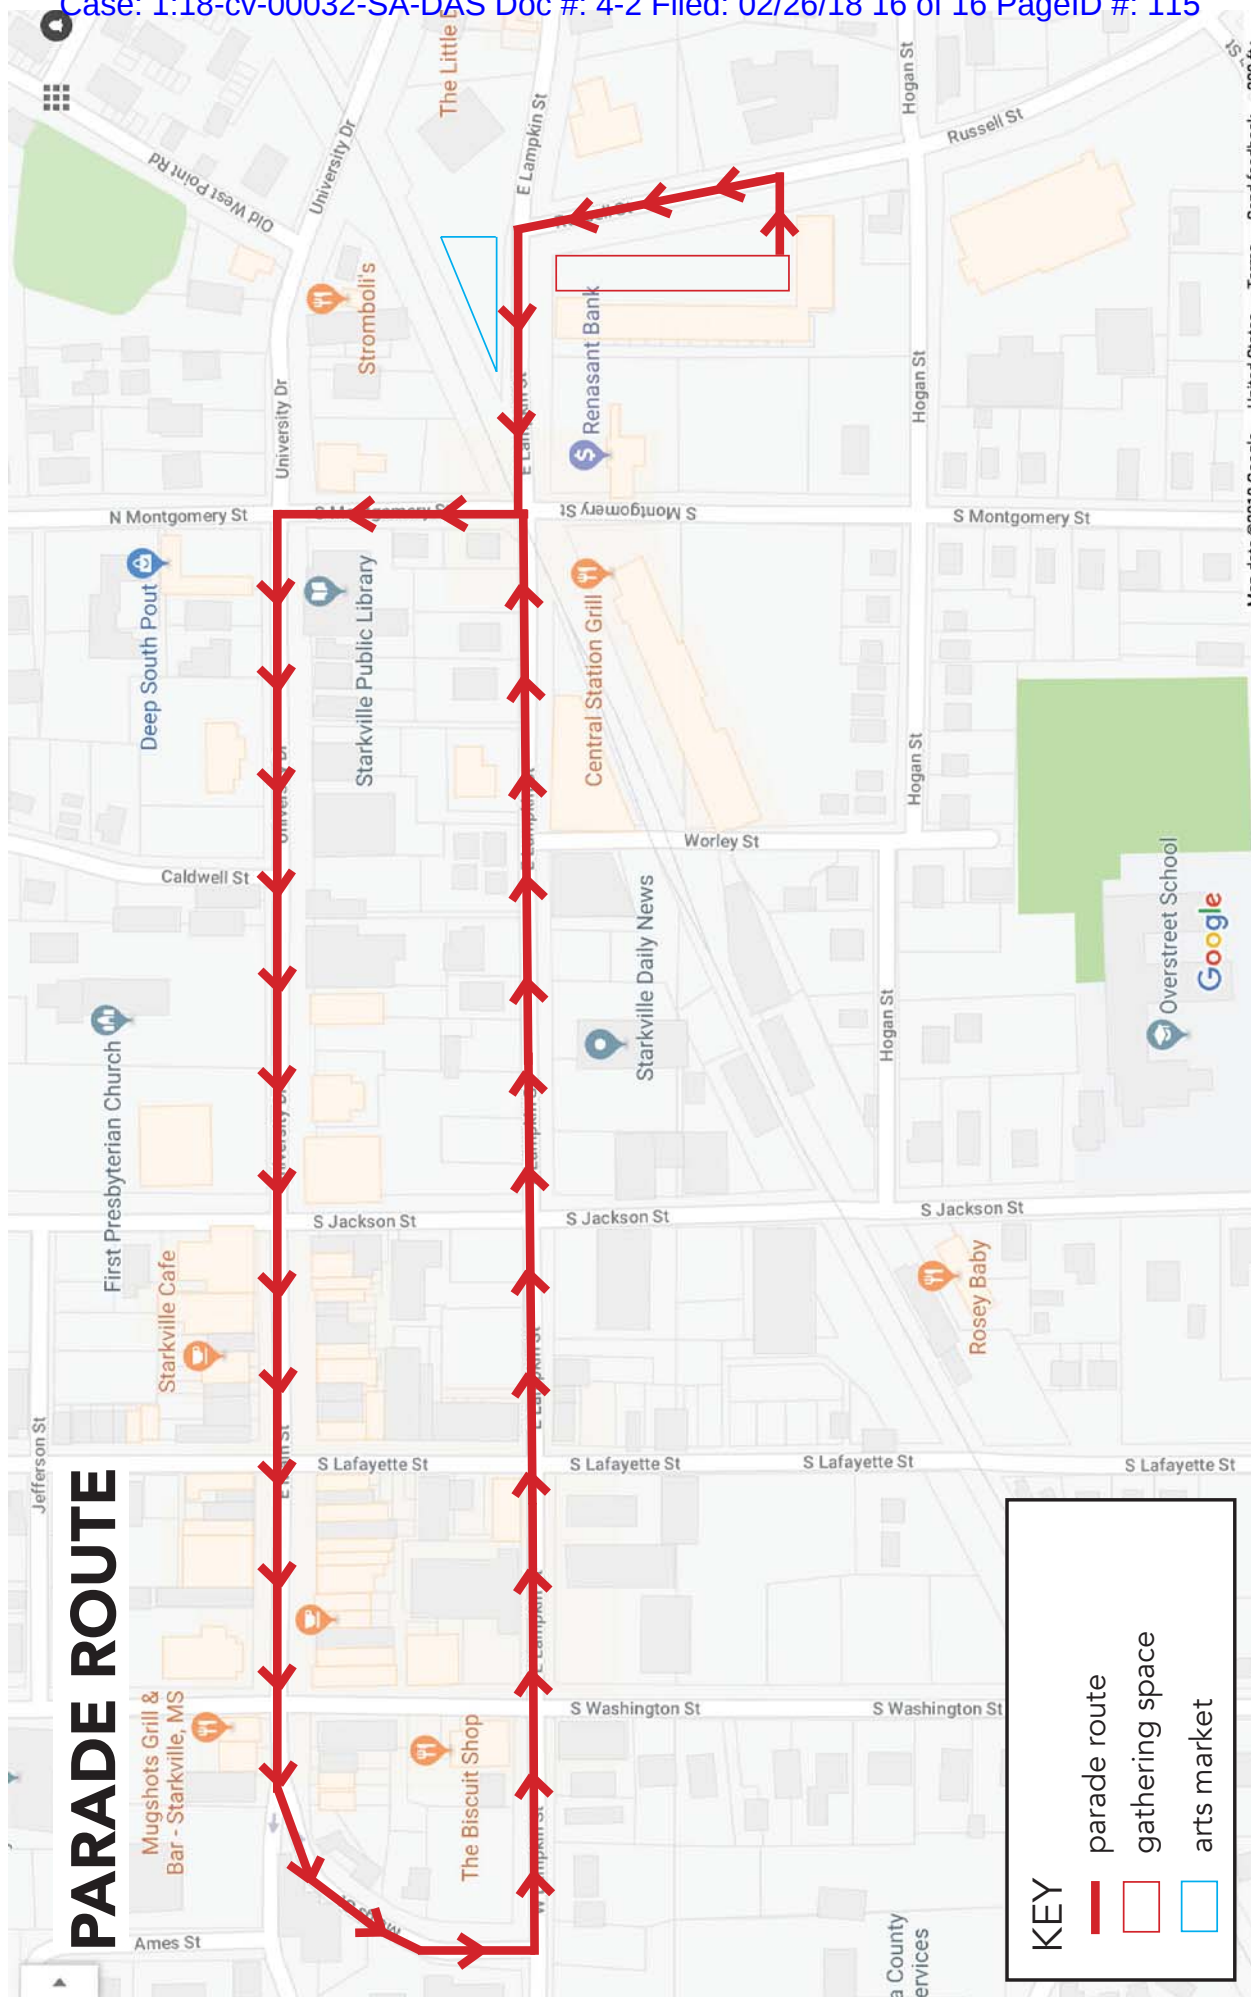 Case: 1:18-cv-00032-SA-DAS Doc #: 4-2 Filed: 02/26/18 16 of 16 PageID #: 115
PARADE ROUTE
Jefferson St
Ames St
Mugshots Grill &
Bar - Starkville, MS
Starkville Cafe
First Presbyterian Church
Caldwell St
Deep South Pout
N Montgomery St
Old West Point Rd
University Dr
University Dr
Stromboli's
The Little
E Lampkin St
Hogan St
Russell St
Starkville Public Library
S Jackson St
S Lafayette St
The Biscuit Shop
Renasant Bank
S Montgomery St
S Montgomery St
Central Station Grill
Worley St
Starkville Daily News
S Jackson St
S Lafayette St
S Washington St
Hogan St
Hogan St
Hogan St
S Jackson St
S Lafayette St
S Washington St
Rosey Baby
Overstreet School
Google
S Lafayette St
County
KEY
parade route
gathering space
arts market